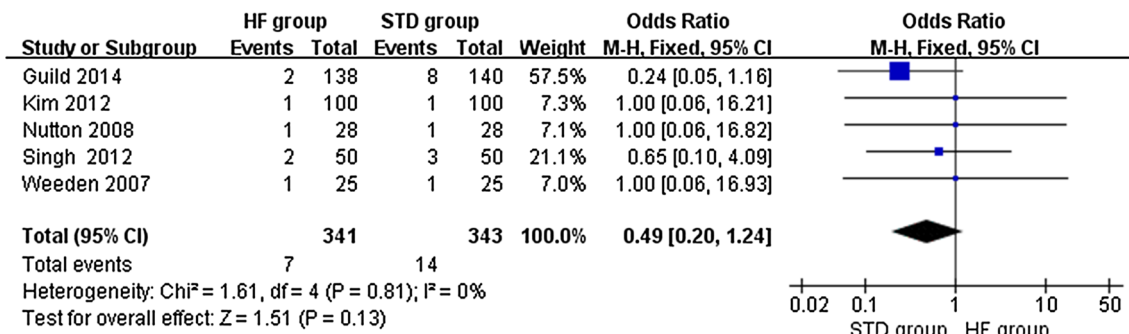 HF group STD group Odds Ratio Odds Ratio
Study or Subgroup Events Total Events Total Weight M-H, Fixed, 95% CI M-H, Fixed, 95% CI
Guild 2014 2 138 8 140 57.5% 0.24 [0.05, 1.16]
Kim 2012 1 100 1 100 7.3% 1.00 [0.06, 16.21]
Nutton 2008 1 28 1 28 7.1% 1.00 [0.06, 16.82]
Singh 2012 2 50 3 50 21.1% 0.65 [0.10, 4.09]
Weeden 2007 1 25 1 25 7.0% 1.00 [0.06, 16.93]
Total (95% CI) 341 343 100.0% 0.49 [0.20, 1.24]
Total events 7 14
Heterogeneity: Chi² = 1.61, df = 4 (P = 0.81); I² = 0%
Test for overall effect: Z = 1.51 (P = 0.13)
0.02 0.1 1 10 50
STD group HF group